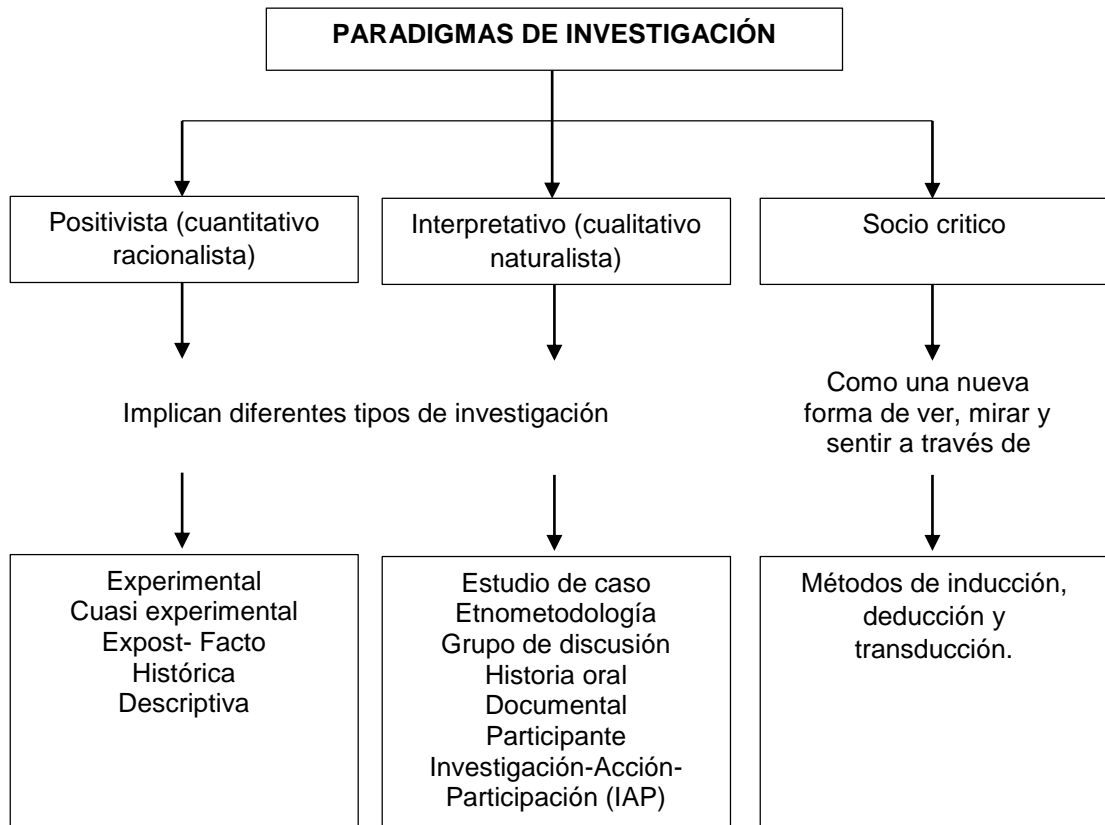 PARADIGMAS DE INVESTIGACIÓN
Positivista (cuantitativo
racionalista)
Interpretativo (cualitativo
naturalista)
Socio critico
Implican diferentes tipos de investigación
Como una nueva
forma de ver, mirar y
sentir a través de
Experimental
Cuasi experimental
Expost- Facto
Histórica
Descriptiva
Estudio de caso
Etnometodología
Grupo de discusión
Historia oral
Documental
Participante
Investigación-Acción-
Participación (IAP)
Métodos de inducción,
deducción y
transducción.